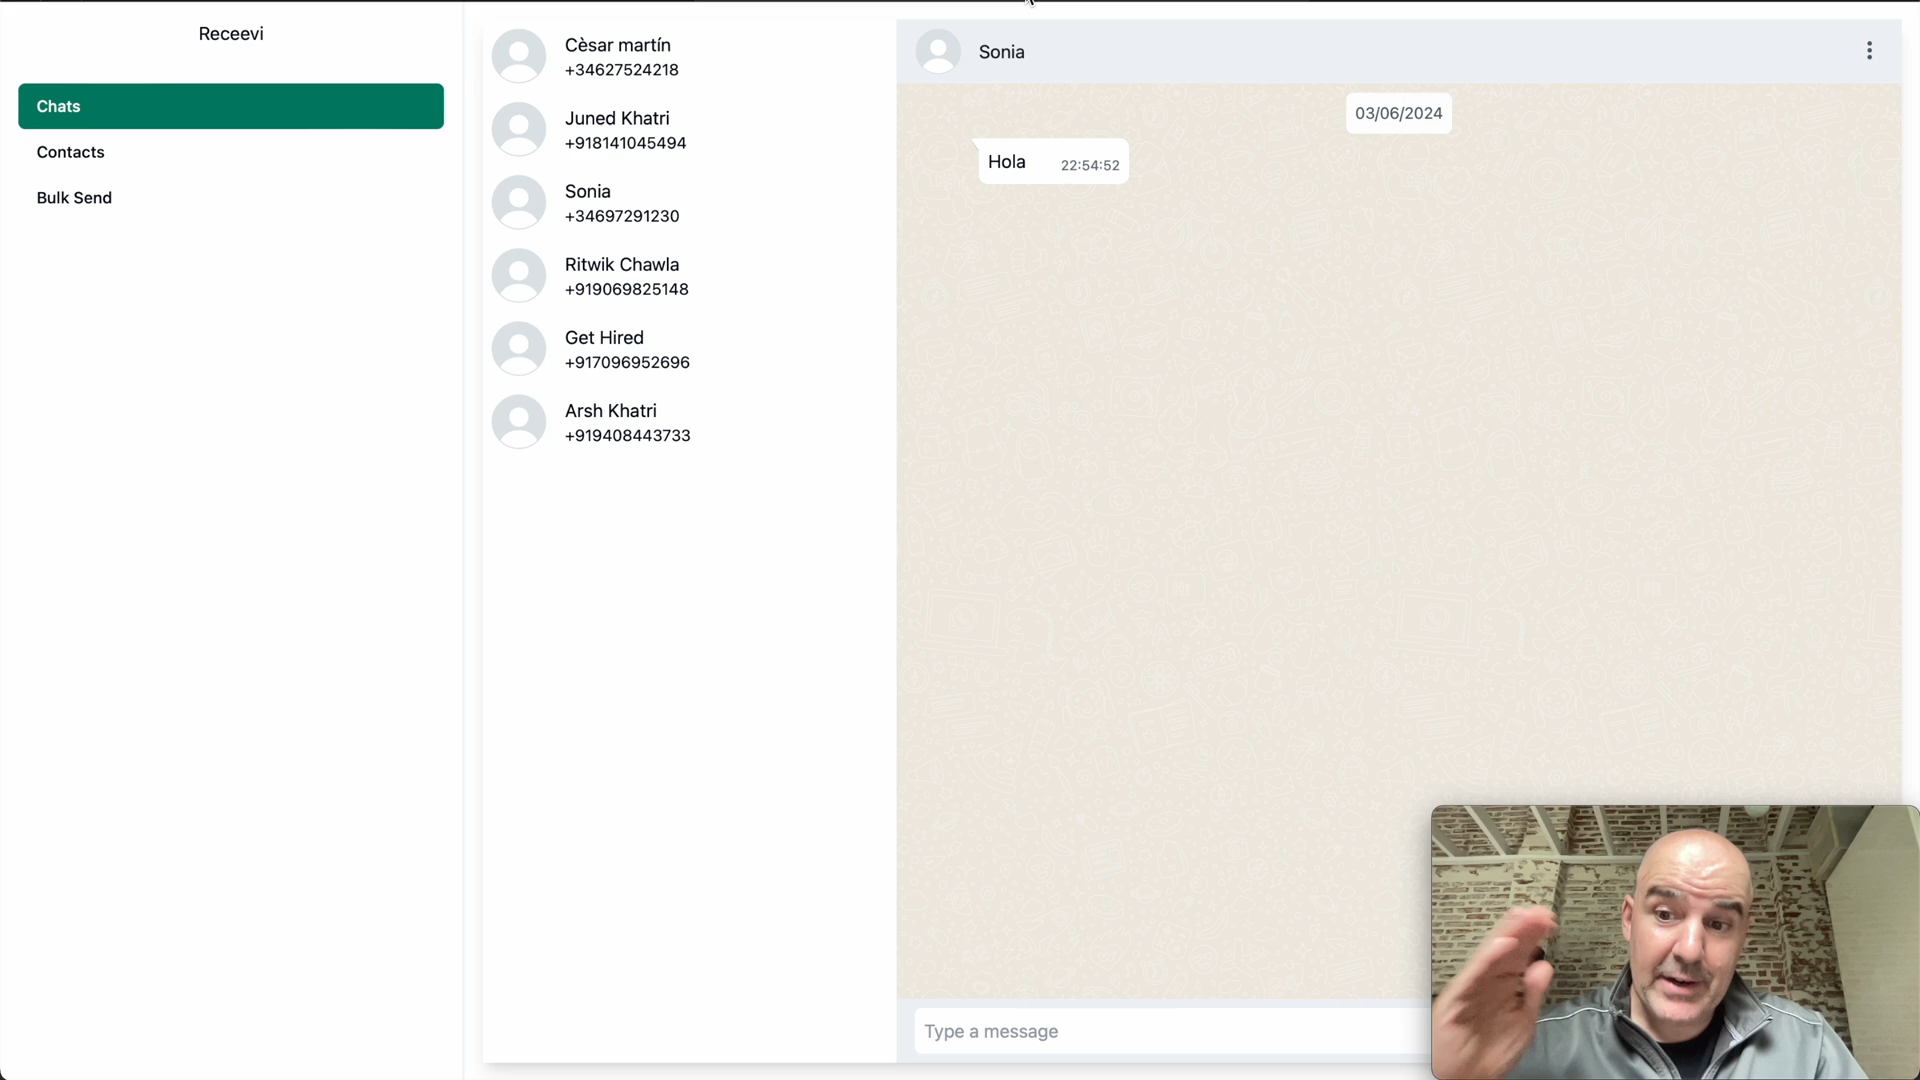 Receevi
Chats
Contacts
Bulk Send
Cèsar martín
+34627524218
Juned Khatri
+918141045494
Sonia
+34697291230
Ritwik Chawla
+919069825148
Get Hired
+917096952696
Arsh Khatri
+919408443733
Sonia
03/06/2024
Hola 22:54:52
Type a message